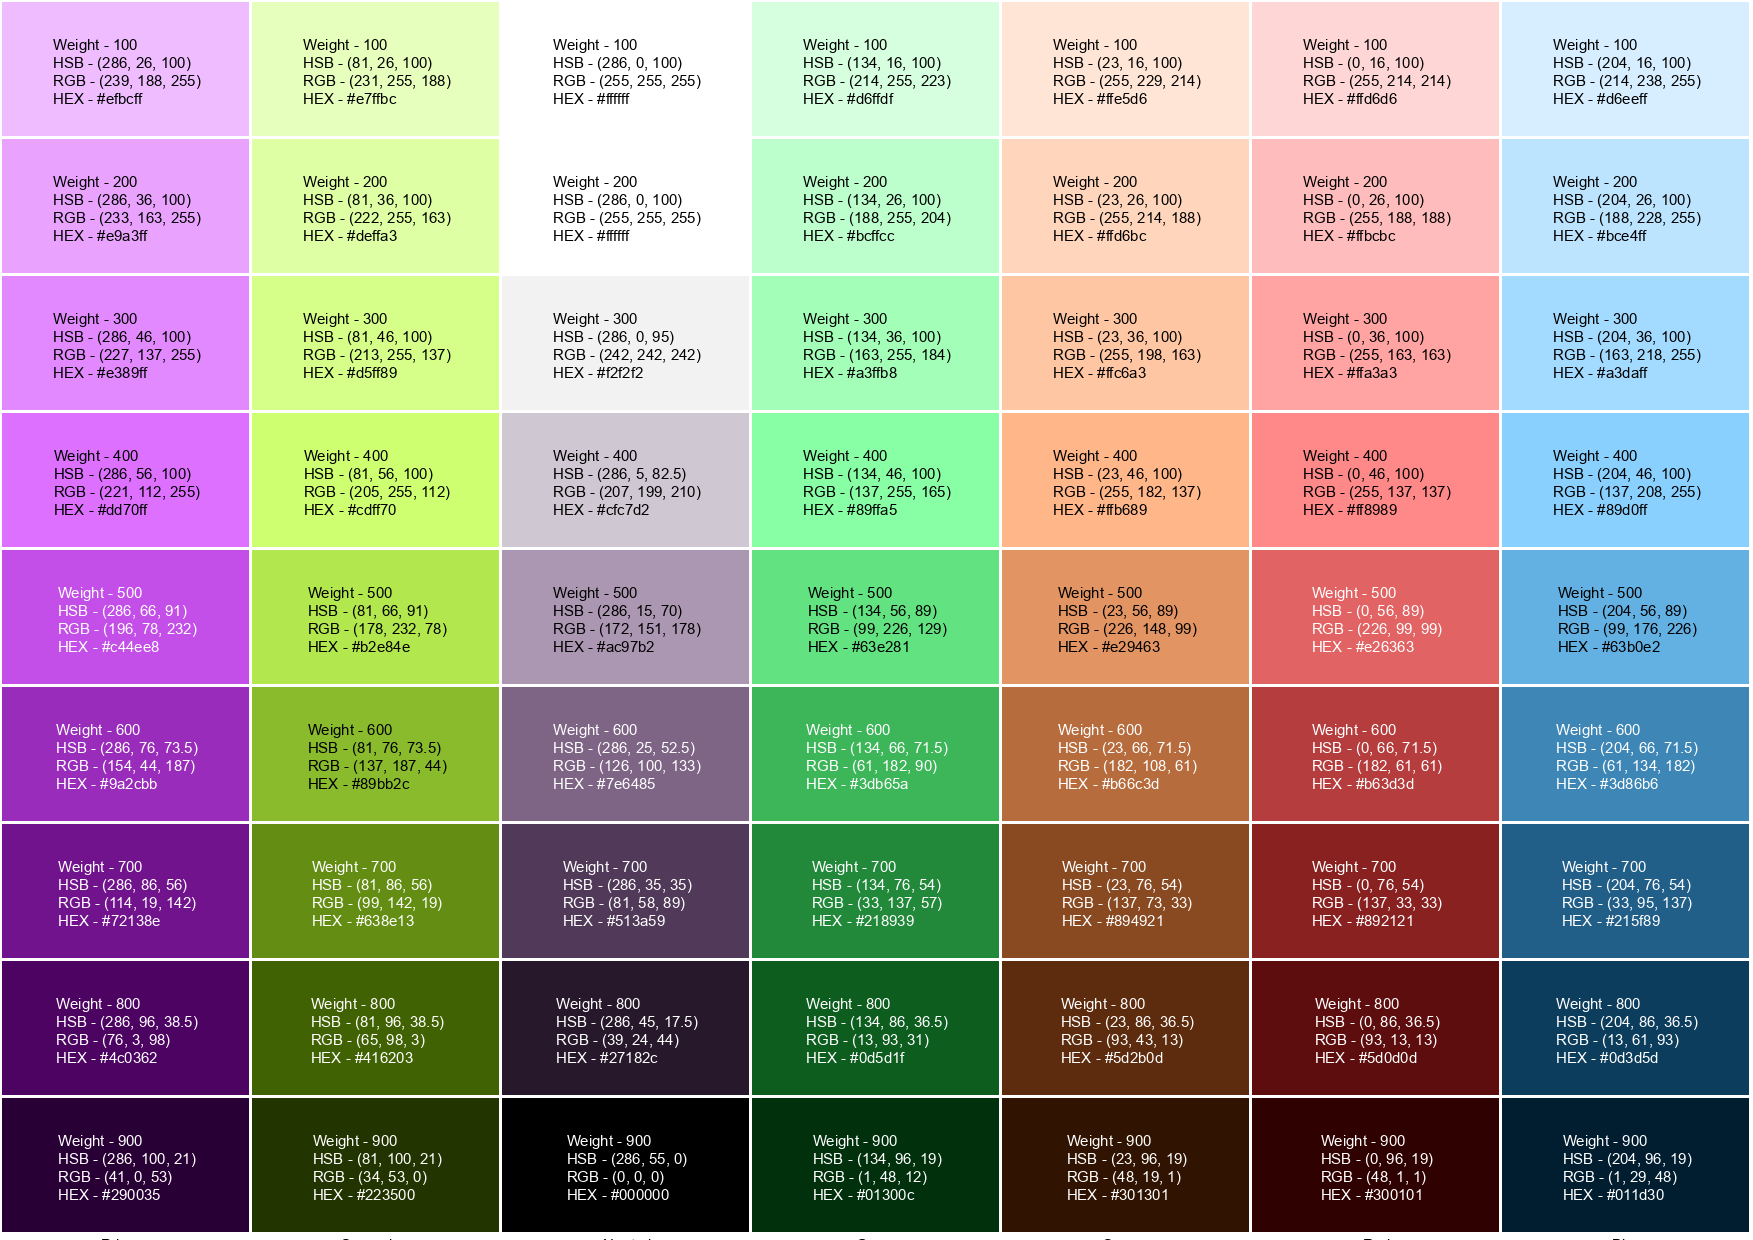 Weight - 100
HSB - (286, 26, 100)
RGB - (239, 188, 255)
HEX - #efbcff
Weight - 100
HSB - (81, 26, 100)
RGB - (231, 255, 188)
HEX - #e7ffbc
Weight - 100
HSB - (286, 0, 100)
RGB - (255, 255, 255)
HEX - #ffffff
Weight - 100
HSB - (134, 16, 100)
RGB - (214, 255, 223)
HEX - #d6ffdf
Weight - 100
HSB - (23, 16, 100)
RGB - (255, 229, 214)
HEX - #ffe5d6
Weight - 100
HSB - (0, 16, 100)
RGB - (255, 214, 214)
HEX - #ffd6d6
Weight - 100
HSB - (204, 16, 100)
RGB - (214, 238, 255)
HEX - #d6eeff
Weight - 200
HSB - (286, 36, 100)
RGB - (233, 163, 255)
HEX - #e9a3ff
Weight - 200
HSB - (81, 36, 100)
RGB - (222, 255, 163)
HEX - #deffa3
Weight - 200
HSB - (286, 0, 100)
RGB - (255, 255, 255)
HEX - #ffffff
Weight - 200
HSB - (134, 26, 100)
RGB - (188, 255, 204)
HEX - #bcffcc
Weight - 200
HSB - (23, 26, 100)
RGB - (255, 214, 188)
HEX - #ffd6bc
Weight - 200
HSB - (0, 26, 100)
RGB - (255, 188, 188)
HEX - #ffbcbc
Weight - 200
HSB - (204, 26, 100)
RGB - (188, 228, 255)
HEX - #bce4ff
Weight - 300
HSB - (286, 46, 100)
RGB - (227, 137, 255)
HEX - #e389ff
Weight - 300
HSB - (81, 46, 100)
RGB - (213, 255, 137)
HEX - #d5ff89
Weight - 300
HSB - (286, 0, 95)
RGB - (242, 242, 242)
HEX - #f2f2f2
Weight - 300
HSB - (134, 36, 100)
RGB - (163, 255, 184)
HEX - #a3ffb8
Weight - 300
HSB - (23, 36, 100)
RGB - (255, 198, 163)
HEX - #ffc6a3
Weight - 300
HSB - (0, 36, 100)
RGB - (255, 163, 163)
HEX - #ffa3a3
Weight - 300
HSB - (204, 36, 100)
RGB - (163, 218, 255)
HEX - #a3daff
Weight - 400
HSB - (286, 56, 100)
RGB - (221, 112, 255)
HEX - #dd70ff
Weight - 400
HSB - (81, 56, 100)
RGB - (205, 255, 112)
HEX - #cdff70
Weight - 400
HSB - (286, 5, 82.5)
RGB - (207, 199, 210)
HEX - #cfc7d2
Weight - 400
HSB - (134, 46, 100)
RGB - (137, 255, 165)
HEX - #89ffa5
Weight - 400
HSB - (23, 46, 100)
RGB - (255, 182, 137)
HEX - #ffb689
Weight - 400
HSB - (0, 46, 100)
RGB - (255, 137, 137)
HEX - #ff8989
Weight - 400
HSB - (204, 46, 100)
RGB - (137, 208, 255)
HEX - #89d0ff
Weight - 500
HSB - (286, 66, 91)
RGB - (196, 78, 232)
HEX - #c44ee8
Weight - 500
HSB - (81, 66, 91)
RGB - (178, 232, 78)
HEX - #b2e84e
Weight - 500
HSB - (286, 15, 70)
RGB - (172, 151, 178)
HEX - #ac97b2
Weight - 500
HSB - (134, 56, 89)
RGB - (99, 226, 129)
HEX - #63e281
Weight - 500
HSB - (23, 56, 89)
RGB - (226, 148, 99)
HEX - #e29463
Weight - 500
HSB - (0, 56, 89)
RGB - (226, 99, 99)
HEX - #e26363
Weight - 500
HSB - (204, 56, 89)
RGB - (99, 176, 226)
HEX - #63b0e2
Weight - 600
HSB - (286, 76, 73.5)
RGB - (154, 44, 187)
HEX - #9a2cbb
Weight - 600
HSB - (81, 76, 73.5)
RGB - (137, 187, 44)
HEX - #89bb2c
Weight - 600
HSB - (286, 25, 52.5)
RGB - (126, 100, 133)
HEX - #7e6485
Weight - 600
HSB - (134, 66, 71.5)
RGB - (61, 182, 90)
HEX - #3db65a
Weight - 600
HSB - (23, 66, 71.5)
RGB - (182, 108, 61)
HEX - #b66c3d
Weight - 600
HSB - (0, 66, 71.5)
RGB - (182, 61, 61)
HEX - #b63d3d
Weight - 600
HSB - (204, 66, 71.5)
RGB - (61, 134, 182)
HEX - #3d86b6
Weight - 700
HSB - (286, 86, 56)
RGB - (114, 19, 142)
HEX - #72138e
Weight - 700
HSB - (81, 86, 56)
RGB - (99, 142, 19)
HEX - #638e13
Weight - 700
HSB - (286, 35, 35)
RGB - (81, 58, 89)
HEX - #513a59
Weight - 700
HSB - (134, 76, 54)
RGB - (33, 137, 57)
HEX - #218939
Weight - 700
HSB - (23, 76, 54)
RGB - (137, 73, 33)
HEX - #894921
Weight - 700
HSB - (0, 76, 54)
RGB - (137, 33, 33)
HEX - #892121
Weight - 700
HSB - (204, 76, 54)
RGB - (33, 95, 137)
HEX - #215f89
Weight - 800
HSB - (286, 96, 38.5)
RGB - (76, 3, 98)
HEX - #4c0362
Weight - 800
HSB - (81, 96, 38.5)
RGB - (65, 98, 3)
HEX - #416203
Weight - 800
HSB - (286, 45, 17.5)
RGB - (39, 24, 44)
HEX - #27182c
Weight - 800
HSB - (134, 86, 36.5)
RGB - (13, 93, 31)
HEX - #0d5d1f
Weight - 800
HSB - (23, 86, 36.5)
RGB - (93, 43, 13)
HEX - #5d2b0d
Weight - 800
HSB - (0, 86, 36.5)
RGB - (93, 13, 13)
HEX - #5d0d0d
Weight - 800
HSB - (204, 86, 36.5)
RGB - (13, 61, 93)
HEX - #0d3d5d
Weight - 900
HSB - (286, 100, 21)
RGB - (41, 0, 53)
HEX - #290035
Weight - 900
HSB - (81, 100, 21)
RGB - (34, 53, 0)
HEX - #223500
Weight - 900
HSB - (286, 55, 0)
RGB - (0, 0, 0)
HEX - #000000
Weight - 900
HSB - (134, 96, 19)
RGB - (1, 48, 12)
HEX - #01300c
Weight - 900
HSB - (23, 96, 19)
RGB - (48, 19, 1)
HEX - #301301
Weight - 900
HSB - (0, 96, 19)
RGB - (48, 1, 1)
HEX - #300101
Weight - 900
HSB - (204, 96, 19)
RGB - (1, 29, 48)
HEX - #011d30